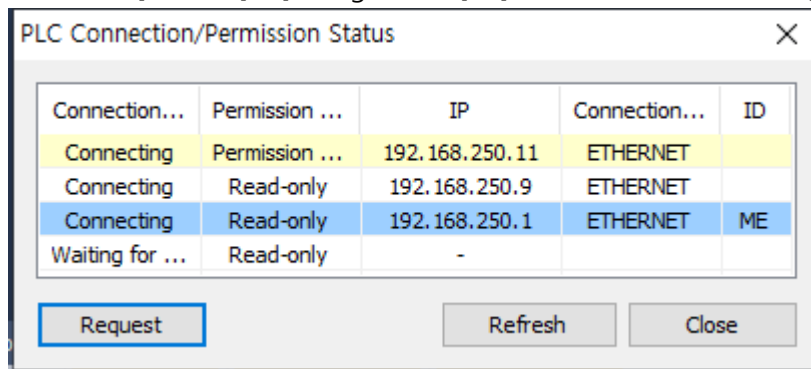 PLC Connection/Permission Status
Connection... Permission ... IP Connection... ID
Connecting Permission ... 192.168.250.11 ETHERNET
Connecting Read-only 192.168.250.9 ETHERNET
Connecting Read-only 192.168.250.1 ETHERNET ME
Waiting for ... Read-only -
Request Refresh Close